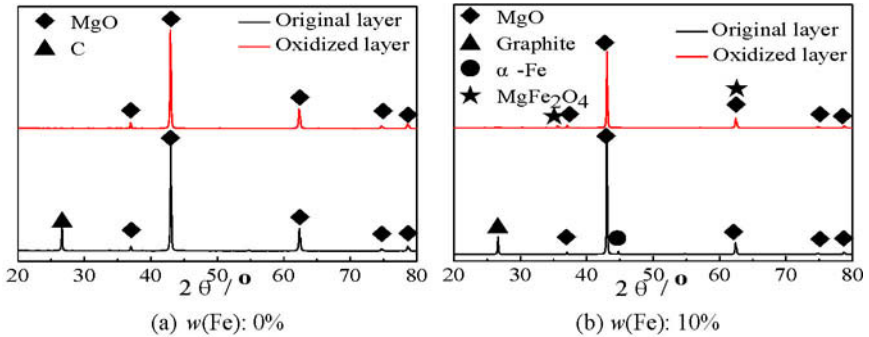 MgO
C
Original layer
Oxidized layer
20 30 40 50 60 70 80
2 θ /°
(a) w(Fe): 0%
MgO
Graphite
α -Fe
MgFe₂O₄
Original layer
Oxidized layer
20 30 40 50 60 70 80
2 θ /°
(b) w(Fe): 10%